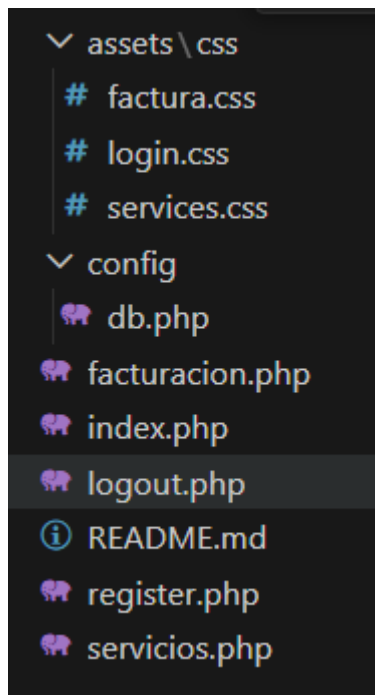 assets \ css
# factura.css
# login.css
# services.css
config
db.php
facturacion.php
index.php
logout.php
README.md
register.php
servicios.php